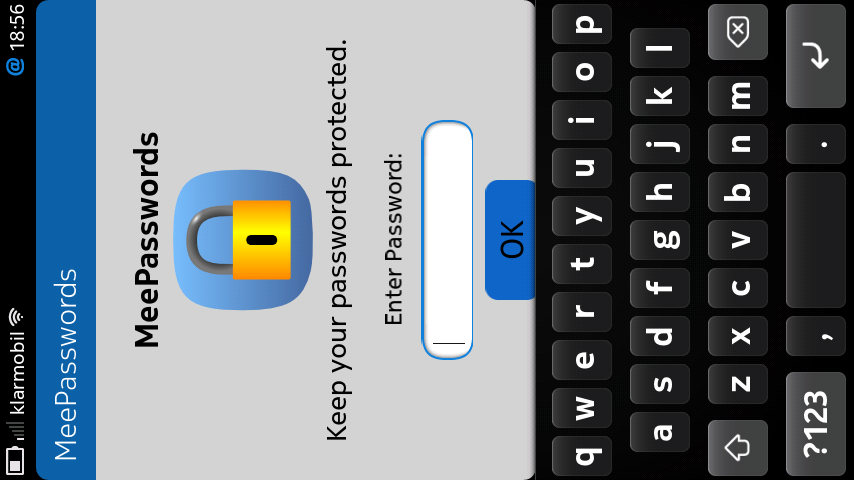 klarmobil @ 18:56
MeePasswords
MeePasswords
Keep your passwords protected.
Enter Password:
OK
q w e r t y u i o p
a s d f g h j k l
z x c v b n m
?123 , .